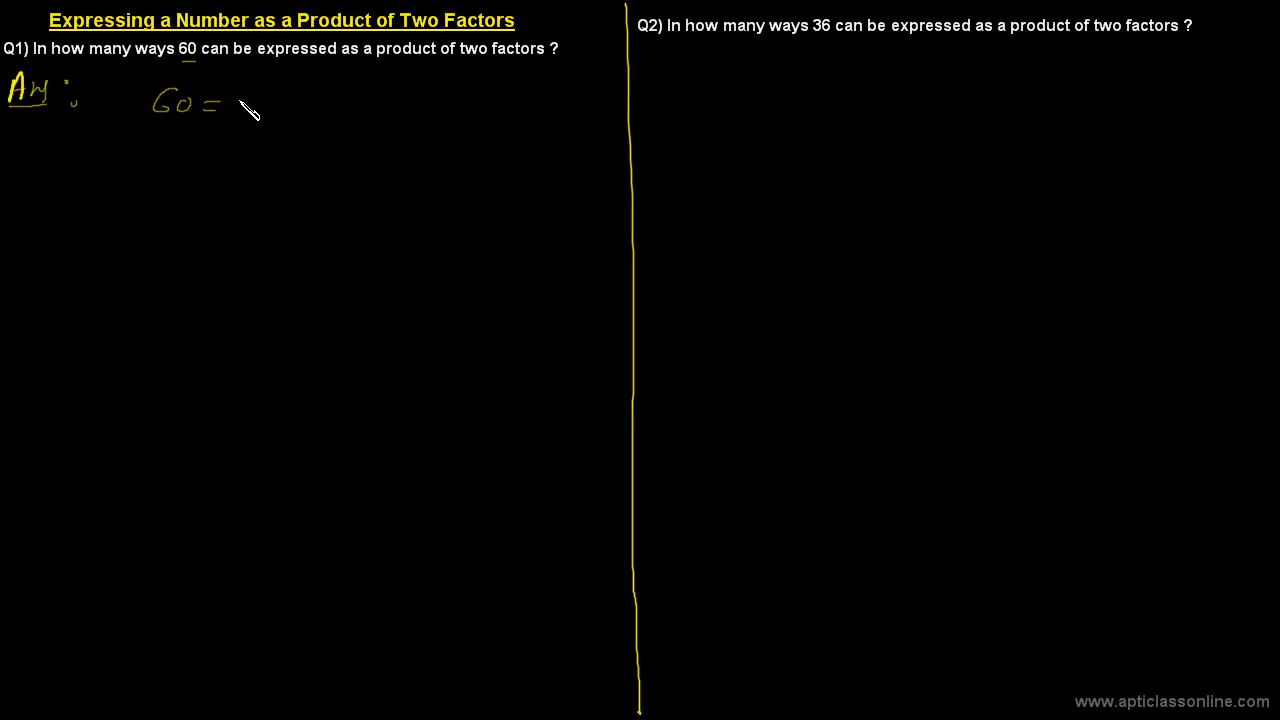 Expressing a Number as a Product of Two Factors
Q1) In how many ways 60 can be expressed as a product of two factors ?
Ans :
60 =
Q2) In how many ways 36 can be expressed as a product of two factors ?
www.apticlassonline.com